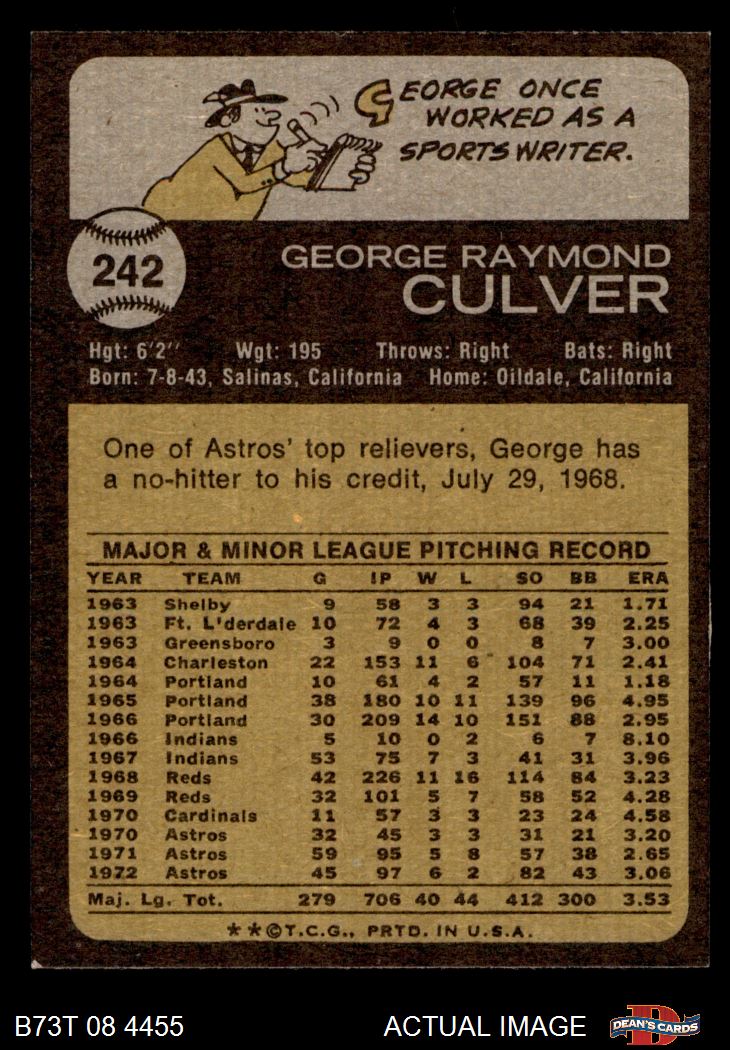 GEORGE ONCE
WORKED AS A
SPORTS WRITER.
242
GEORGE RAYMOND
CULVER
Hgt: 6'2'' Wgt: 195 Throws: Right Bats: Right
Born: 7-8-43, Salinas, California Home: Oildale, California
One of Astros' top relievers, George has
a no-hitter to his credit, July 29, 1968.
MAJOR & MINOR LEAGUE PITCHING RECORD
YEAR TEAM G IP W L SO BB ERA
1963 Shelby 9 58 3 3 94 21 1.71
1963 Ft. L'derdale 10 72 4 3 68 39 2.25
1963 Greensboro 3 9 0 0 8 7 3.00
1964 Charleston 22 153 11 6 104 71 2.41
1964 Portland 10 61 4 2 57 11 1.18
1965 Portland 38 180 10 11 139 96 4.95
1966 Portland 30 209 14 10 151 88 2.95
1966 Indians 5 10 0 2 6 7 8.10
1967 Indians 53 75 7 3 41 31 3.96
1968 Reds 42 226 11 16 114 84 3.23
1969 Reds 32 101 5 7 58 52 4.28
1970 Cardinals 11 57 3 3 23 24 4.58
1970 Astros 32 45 3 3 31 21 3.20
1971 Astros 59 95 5 8 57 38 2.65
1972 Astros 45 97 6 2 82 43 3.06
Maj. Lg. Tot. 279 706 40 44 412 300 3.53
**©T.C.G., PRTD. IN U.S.A.
B73T 08 4455 ACTUAL IMAGE DEAN'S CARDS